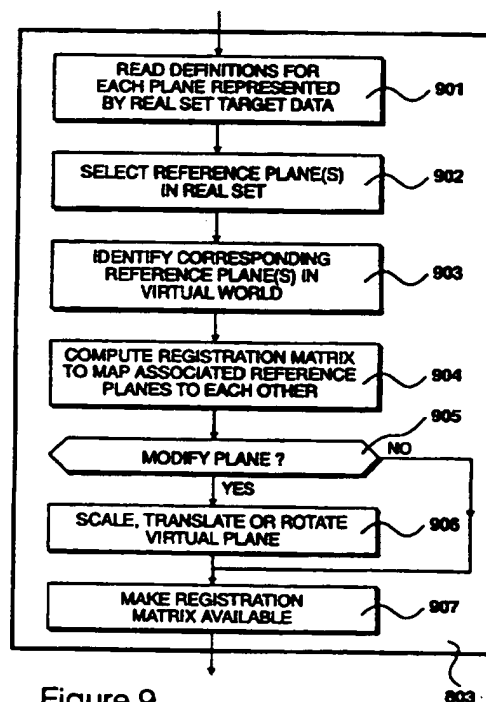 READ DEFINITIONS FOR
EACH PLANE REPRESENTED
BY REAL SET TARGET DATA
901
SELECT REFERENCE PLANE(S)
IN REAL SET
902
IDENTIFY CORRESPONDING
REFERENCE PLANE(S) IN
VIRTUAL WORLD
903
COMPUTE REGISTRATION MATRIX
TO MAP ASSOCIATED REFERENCE
PLANES TO EACH OTHER
904
905
MODIFY PLANE ?
NO
YES
SCALE, TRANSLATE OR ROTATE
VIRTUAL PLANE
906
MAKE REGISTRATION
MATRIX AVAILABLE
907
803
Figure 9